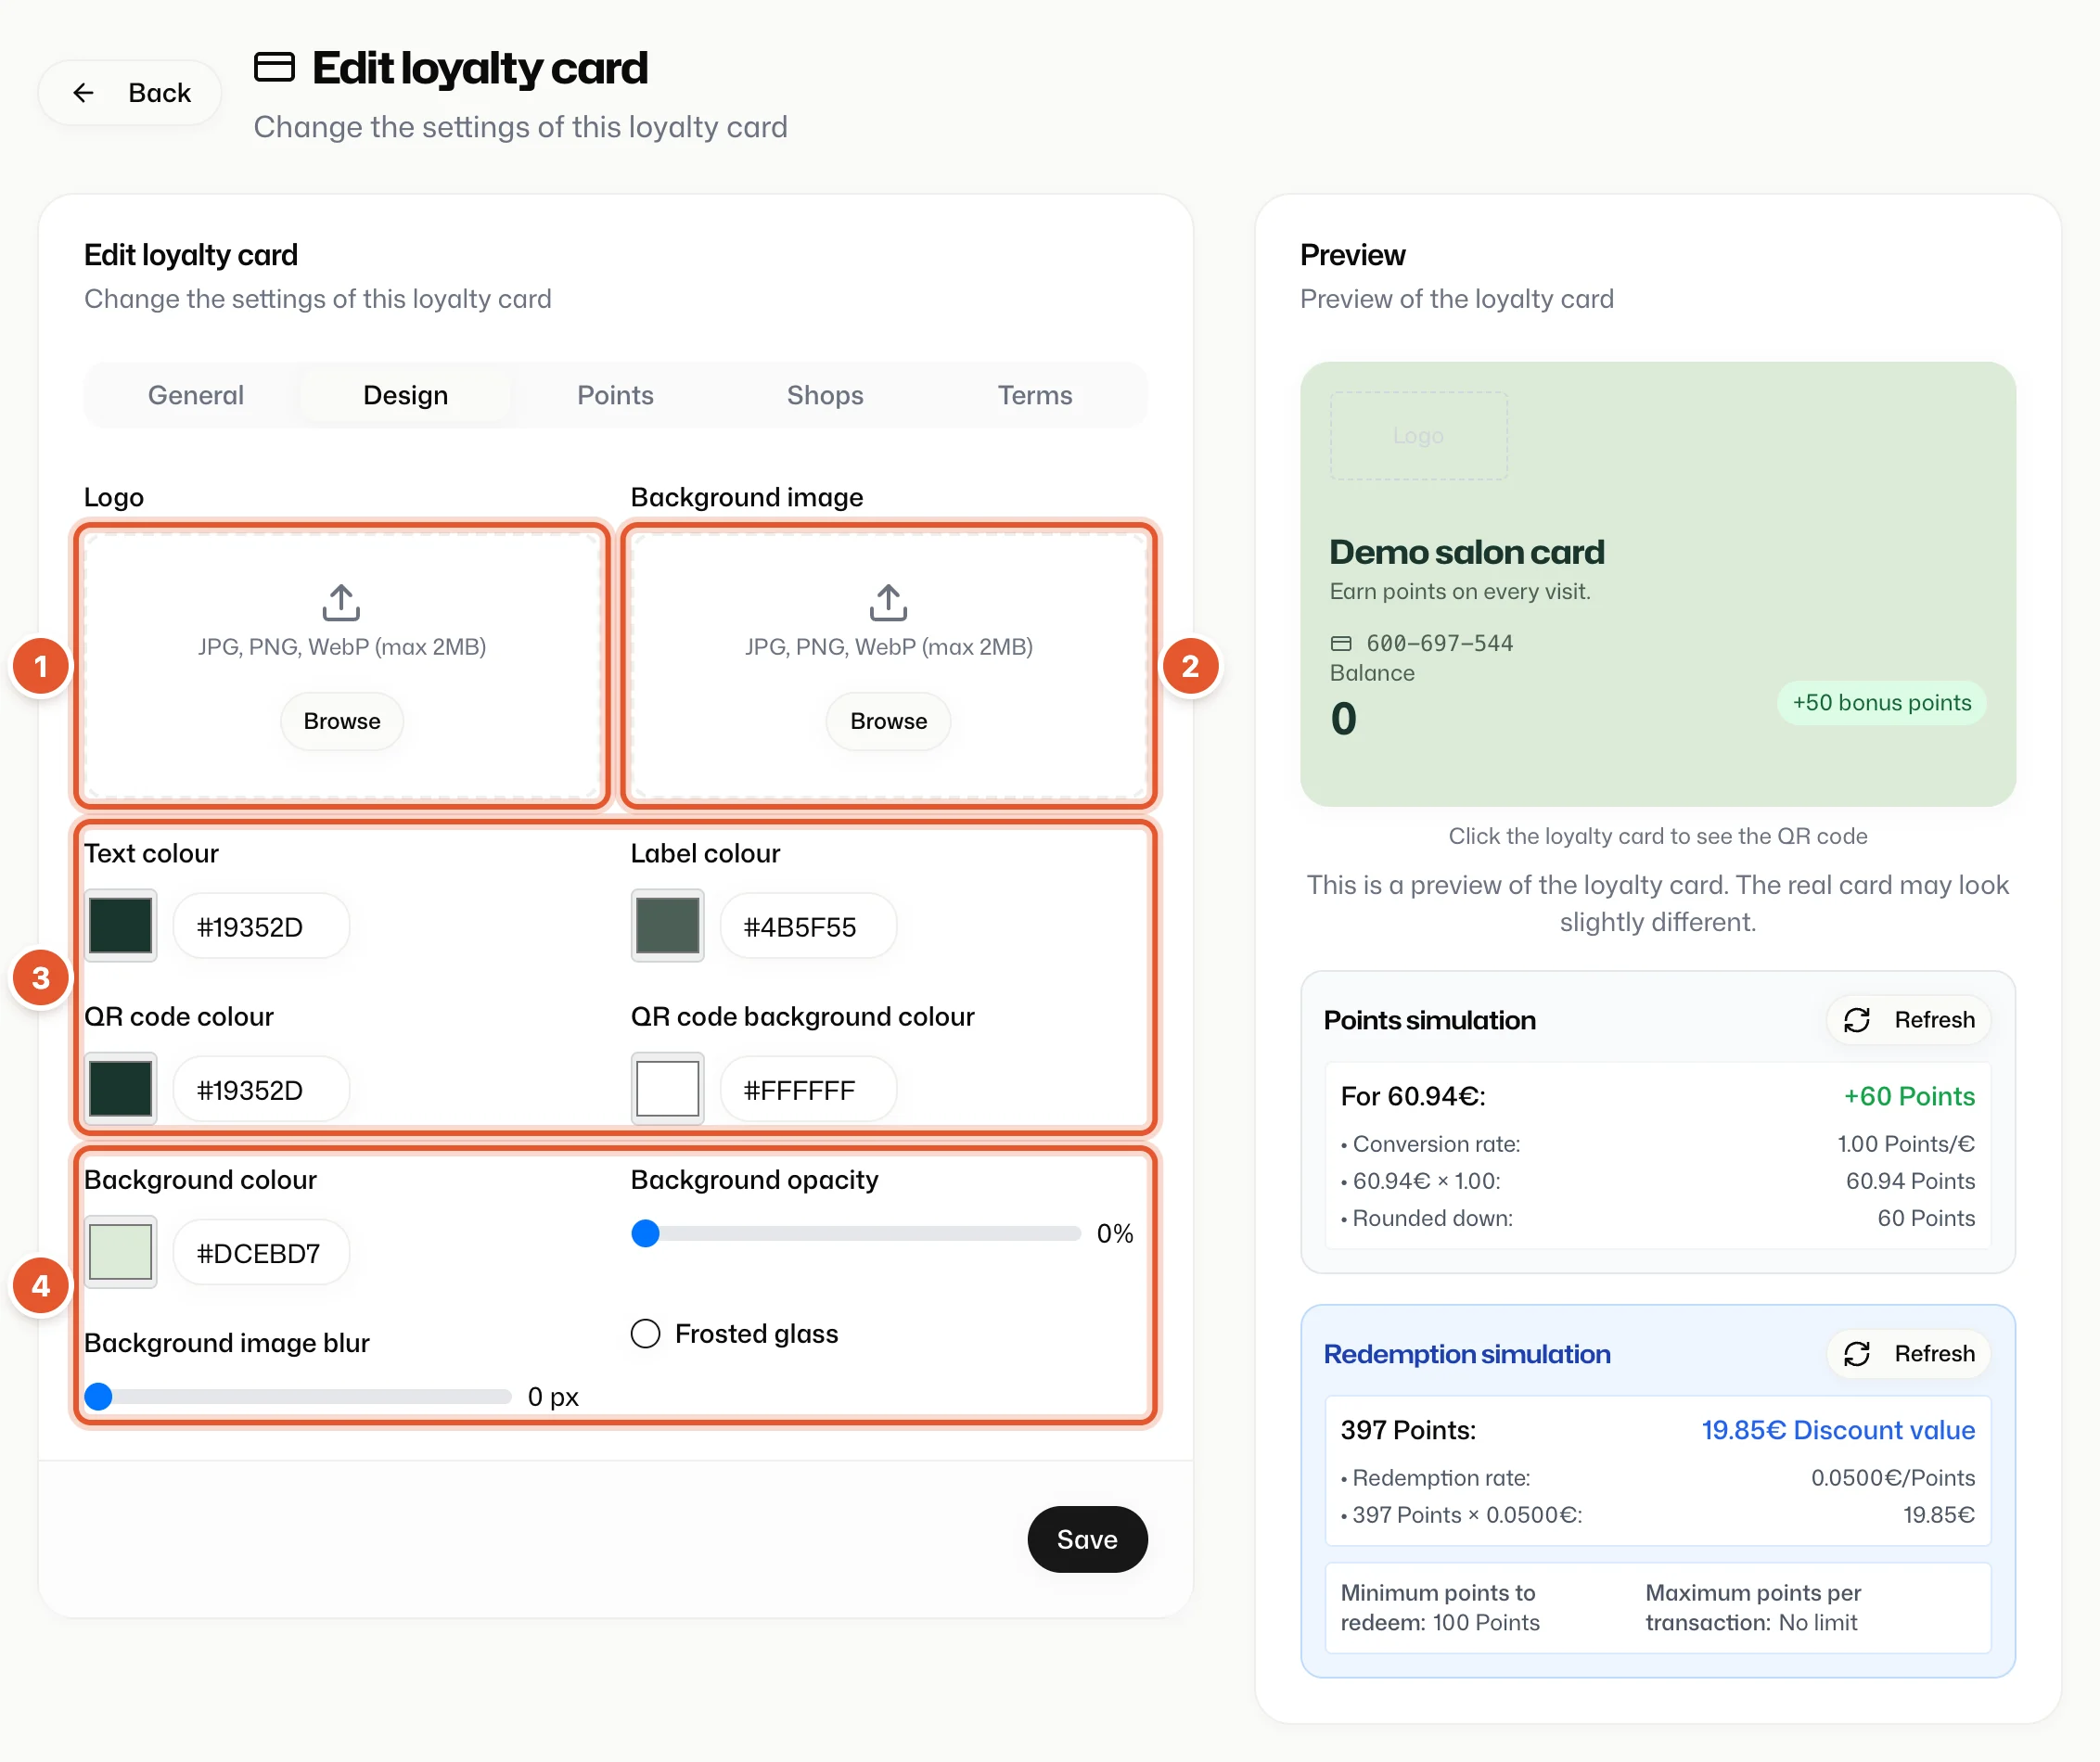 Back
Edit loyalty card
Change the settings of this loyalty card
Edit loyalty card
Change the settings of this loyalty card
General
Design
Points
Shops
Terms
Logo
Background image
1
JPG, PNG, WebP (max 2MB)
Browse
JPG, PNG, WebP (max 2MB)
Browse
2
3
Text colour
Label colour
#19352D
#4B5F55
QR code colour
QR code background colour
#19352D
#FFFFFF
4
Background colour
Background opacity
#DCEBD7
0%
Background image blur
Frosted glass
0 px
Save
Preview
Preview of the loyalty card
Logo
Demo salon card
Earn points on every visit.
600-697-544
Balance
0
+50 bonus points
Click the loyalty card to see the QR code
This is a preview of the loyalty card. The real card may look
slightly different.
Points simulation
Refresh
For 60.94€:
+60 Points
• Conversion rate:
1.00 Points/€
• 60.94€ × 1.00:
60.94 Points
• Rounded down:
60 Points
Redemption simulation
Refresh
397 Points:
19.85€ Discount value
• Redemption rate:
0.0500€/Points
• 397 Points × 0.0500€:
19.85€
Minimum points to
redeem: 100 Points
Maximum points per
transaction: No limit